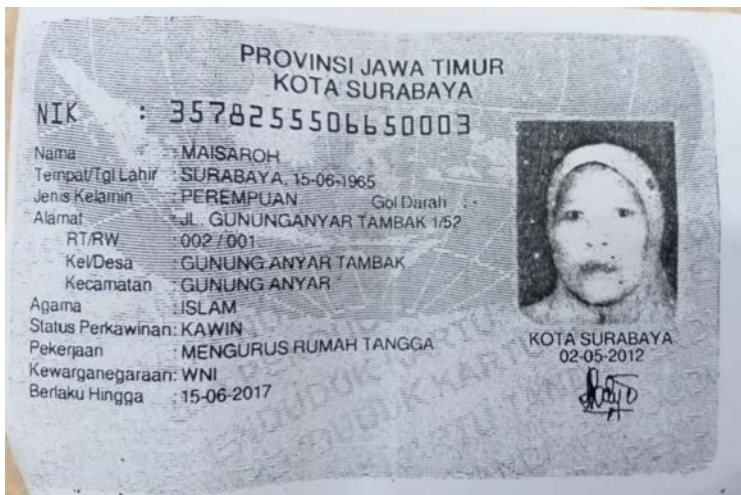 PROVINSI JAWA TIMUR
KOTA SURABAYA
NIK : 3578255506650003
Nama : MAISAROH
Tempat/Tgl Lahir : SURABAYA, 15-06-1965
Jenis Kelamin : PEREMPUAN Gol Darah : -
Alamat : JL. GUNUNGANYAR TAMBAK 1/52
RT/RW : 002 / 001
Kel/Desa : GUNUNG ANYAR TAMBAK
Kecamatan : GUNUNG ANYAR
Agama : ISLAM
Status Perkawinan: KAWIN
Pekerjaan : MENGURUS RUMAH TANGGA
Kewarganegaraan: WNI
Berlaku Hingga : 15-06-2017
KOTA SURABAYA
02-05-2012